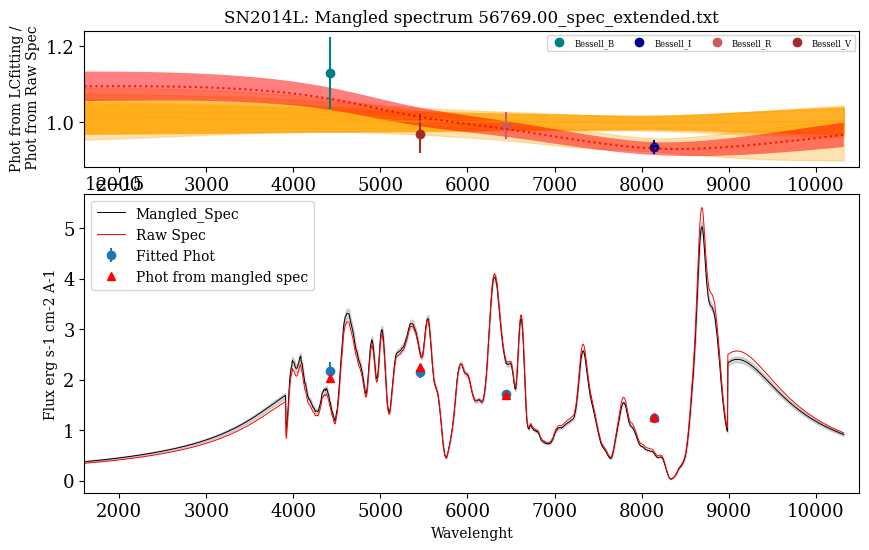 SN2014L: Mangled spectrum 56769.00_spec_extended.txt
Phot from LCfitting /
Phot from Raw Spec
1.2
1.0
Bessell_B Bessell_I Bessell_R Bessell_V
2000 3000 4000 5000 6000 7000 8000 9000 10000
1e−15
Flux erg s-1 cm-2 A-1
5
4
3
2
1
0
Mangled_Spec
Raw Spec
Fitted Phot
Phot from mangled spec
2000 3000 4000 5000 6000 7000 8000 9000 10000
Wavelenght